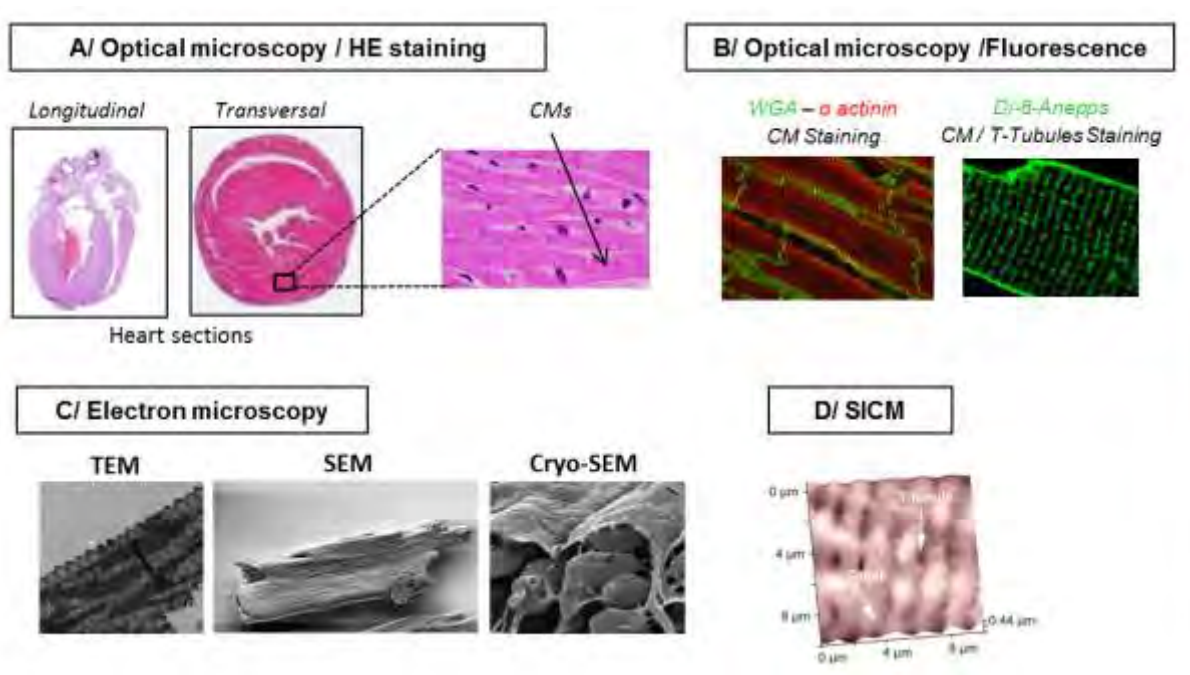 A/ Optical microscopy / HE staining
B/ Optical microscopy /Fluorescence
Longitudinal
Transversal
CMs
WGA – α actinin
CM Staining
Di-8-Anepps
CM / T-Tubules Staining
Heart sections
C/ Electron microscopy
D/ SICM
TEM
SEM
Cryo-SEM
0 µm
4 µm
8 µm
0.44 µm
0 µm
4 µm
8 µm